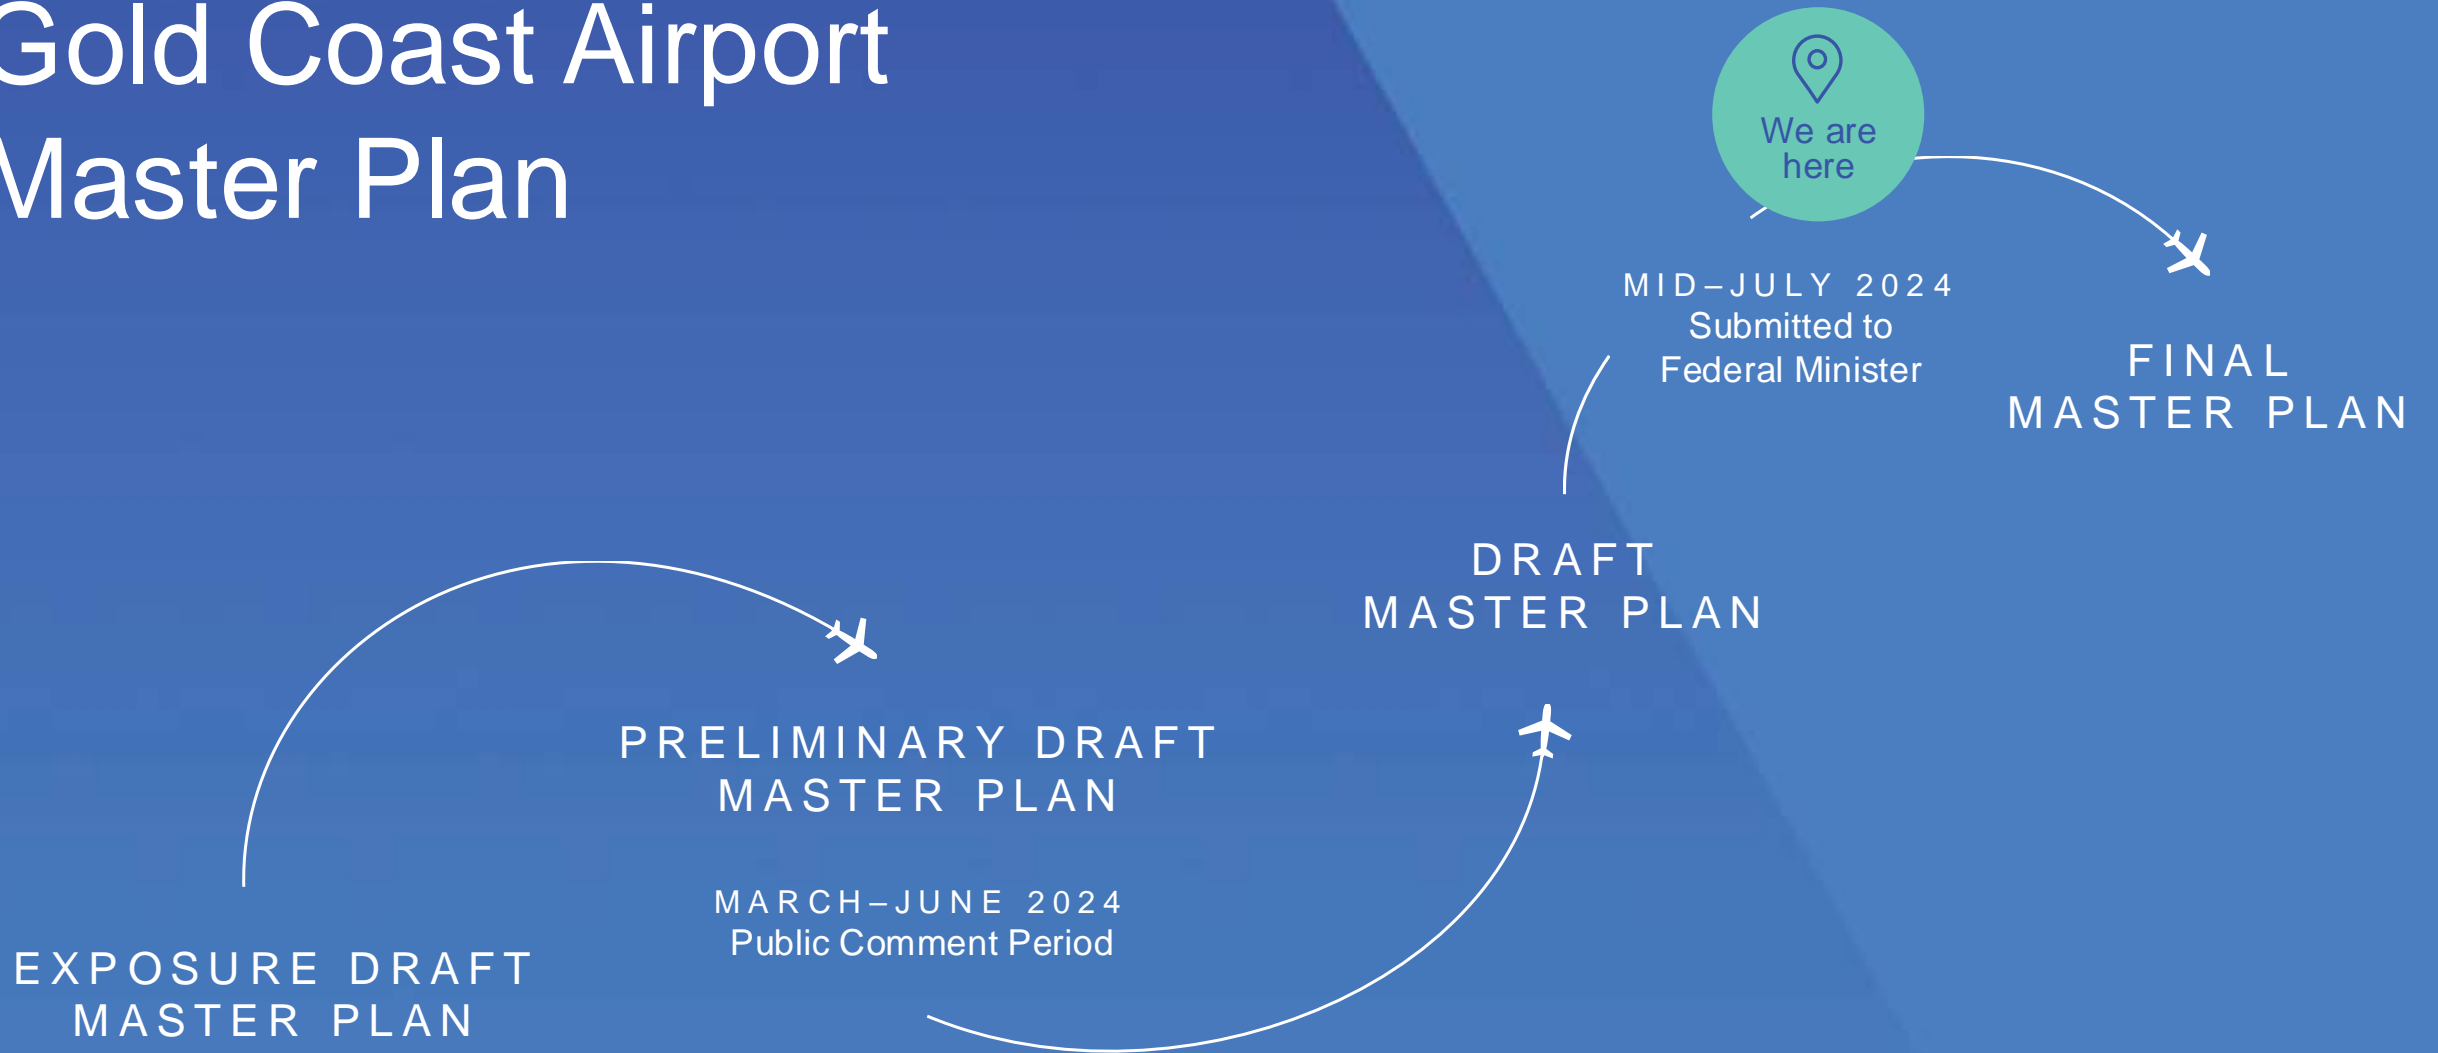 Gold Coast Airport
Master Plan
We are
here
MID–JULY 2024
Submitted to
Federal Minister
FINAL
MASTER PLAN
DRAFT
MASTER PLAN
PRELIMINARY DRAFT
MASTER PLAN
MARCH–JUNE 2024
Public Comment Period
EXPOSURE DRAFT
MASTER PLAN